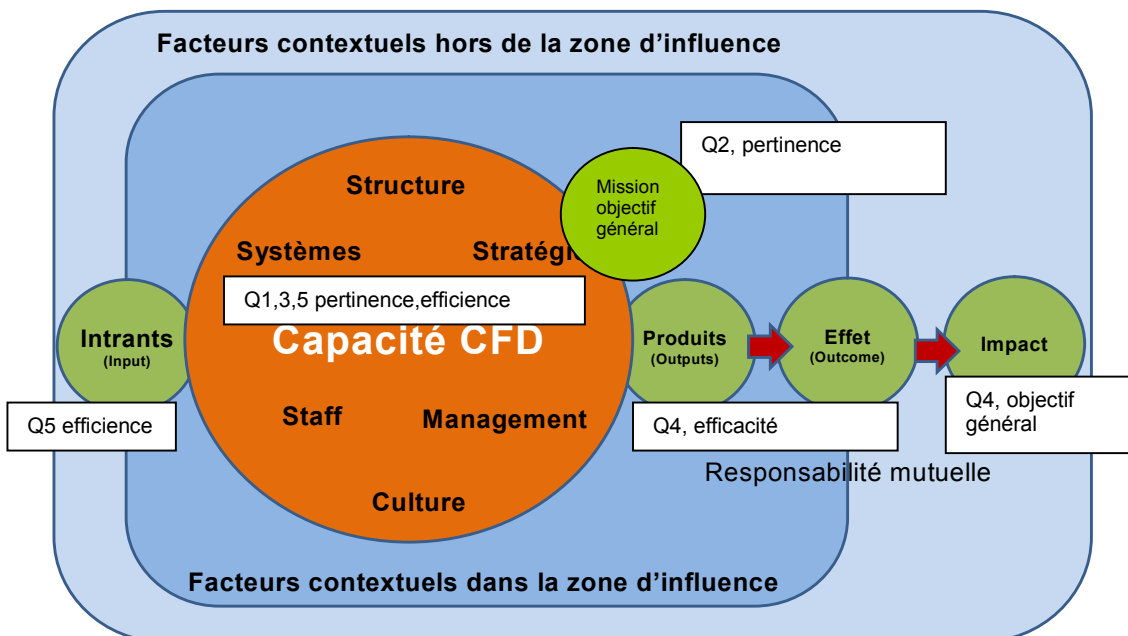 Facteurs contextuels hors de la zone d’influence
Q2, pertinence
Mission
objectif
général
Structure
Systèmes
Stratégi
Q1,3,5 pertinence,efficience
Capacité CFD
Intrants
(Input)
Produits
(Outputs)
Effet
(Outcome)
Impact
Staff
Management
Q5 efficience
Q4, efficacité
Q4, objectif
général
Responsabilité mutuelle
Culture
Facteurs contextuels dans la zone d’influence